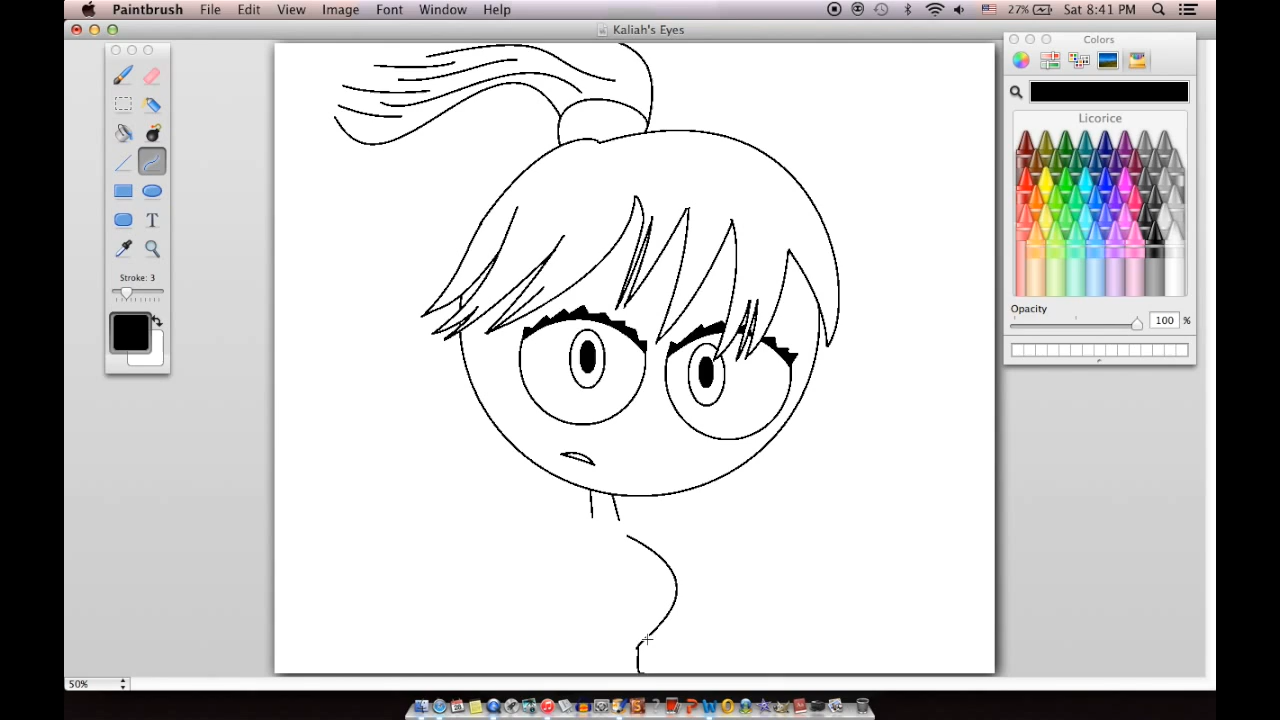 Paintbrush File Edit View Image Font Window Help 27% Sat 8:41 PM
Kaliah's Eyes
Colors
Licorice
T
Stroke: 3
Opacity
100 %
50%